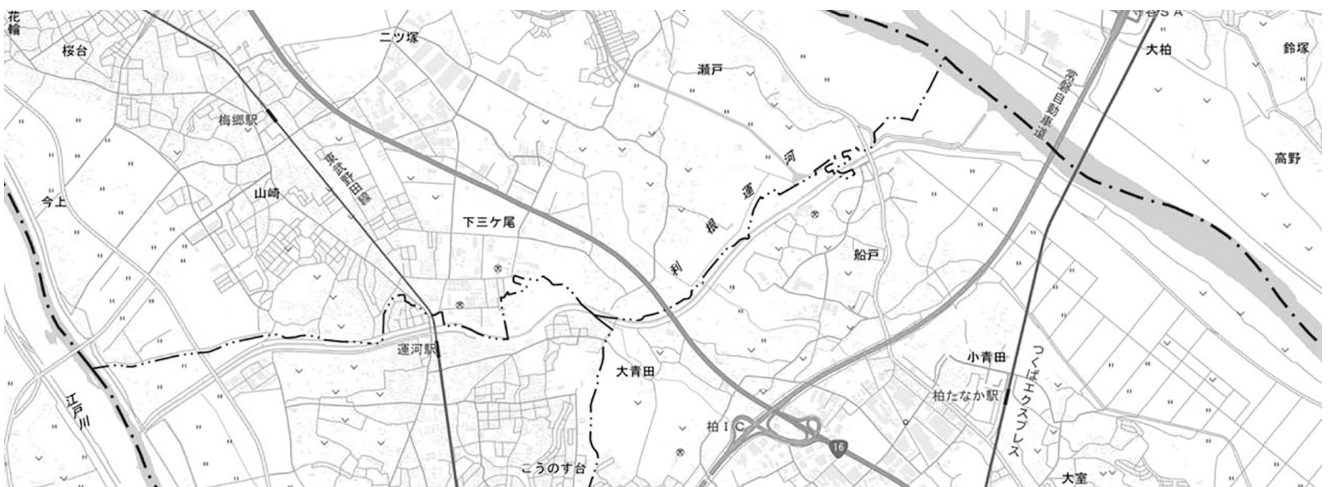 花輪
桜台
二ツ塚
瀬戸
守谷ＳＡ
大柏
鈴塚
常磐自動車道
梅郷駅
東武野田線
高野
山崎
今上
下三ケ尾
利根運河
船戸
運河駅
大青田
小青田
柏たなか駅
つくばエクスプレス
江戸川
柏ＩＣ
16
こうのす台
大室